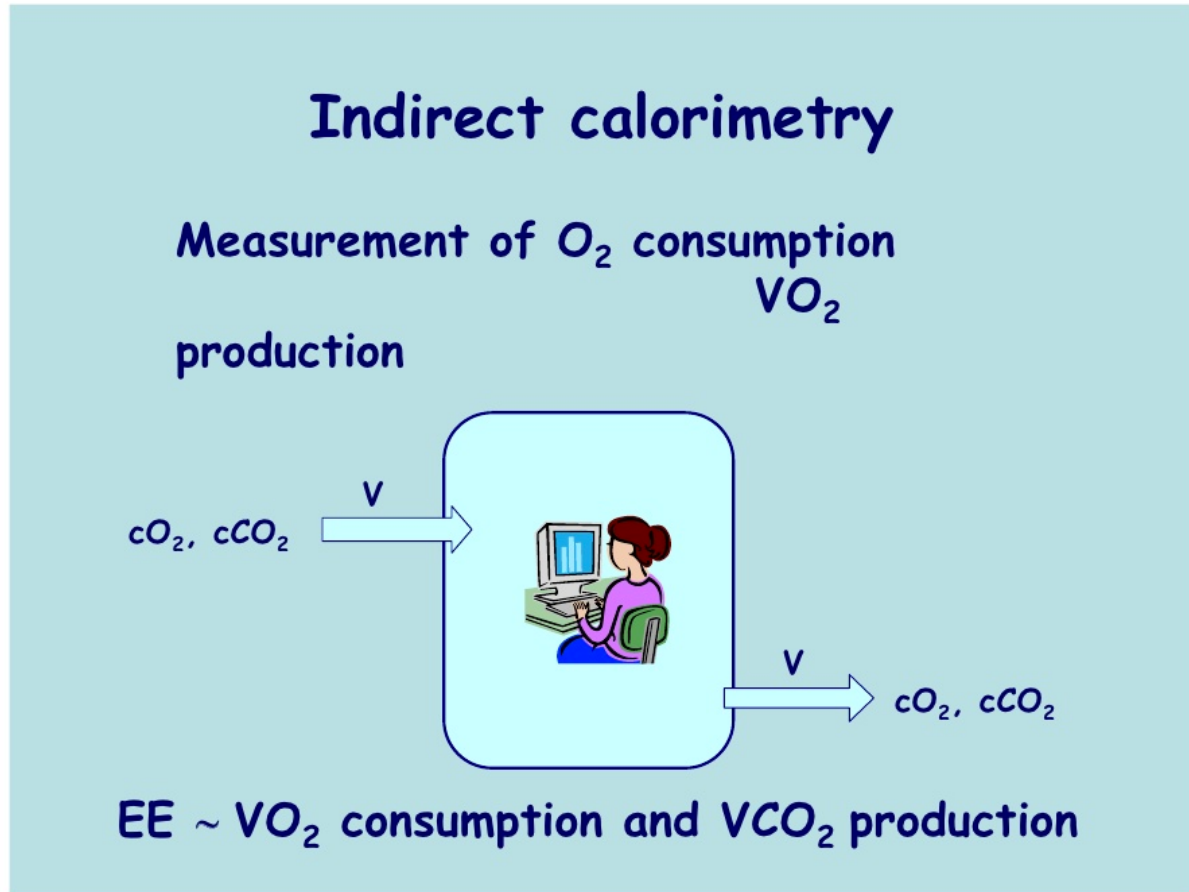 Indirect calorimetry
Measurement of O₂ consumption
VO₂
production
V
cO₂, cCO₂
V
cO₂, cCO₂
EE ~ VO₂ consumption and VCO₂ production